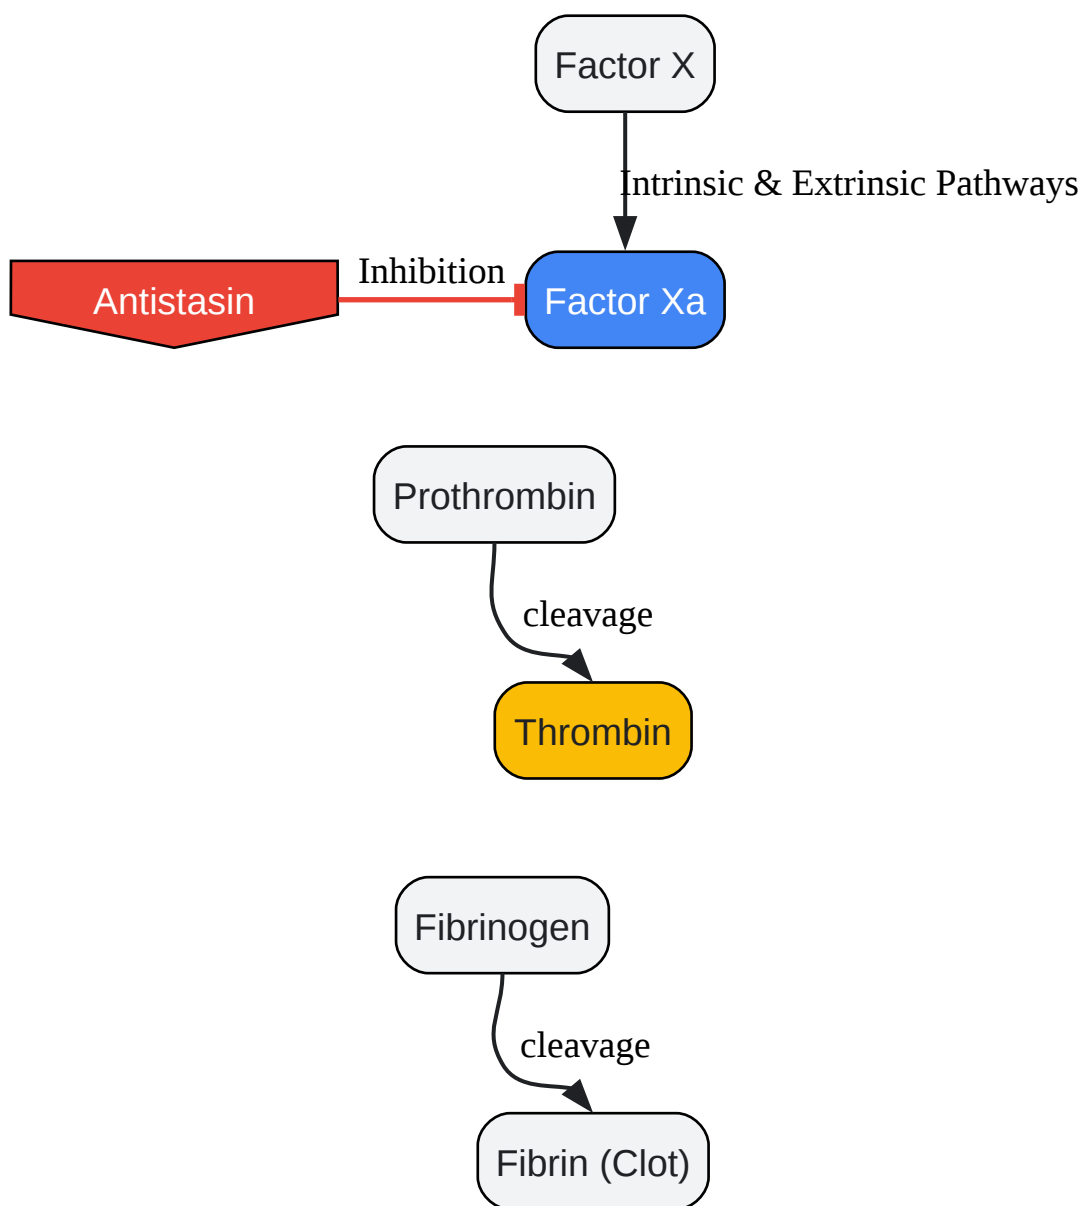 Factor X
Intrinsic & Extrinsic Pathways
Antistasin
Inhibition
Factor Xa
Prothrombin
cleavage
Thrombin
Fibrinogen
cleavage
Fibrin (Clot)